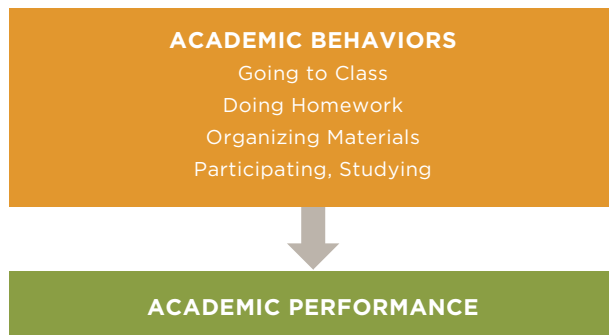 ACADEMIC BEHAVIORS
Going to Class
Doing Homework
Organizing Materials
Participating, Studying
ACADEMIC PERFORMANCE